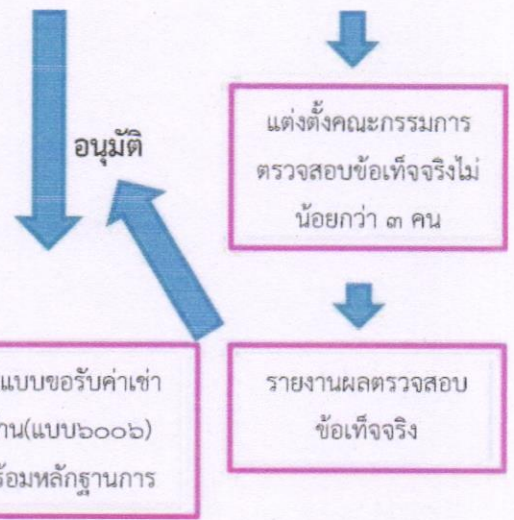 อนุมัติ
แต่งตั้งคณะกรรมการ
ตรวจสอบข้อเท็จจริงไม่
น้อยกว่า ๓ คน
แบบขอรับค่าเช่า
าน(แบบ๖๐๐๖)
ร้อมหลักฐานการ
รายงานผลตรวจสอบ
ข้อเท็จจริง